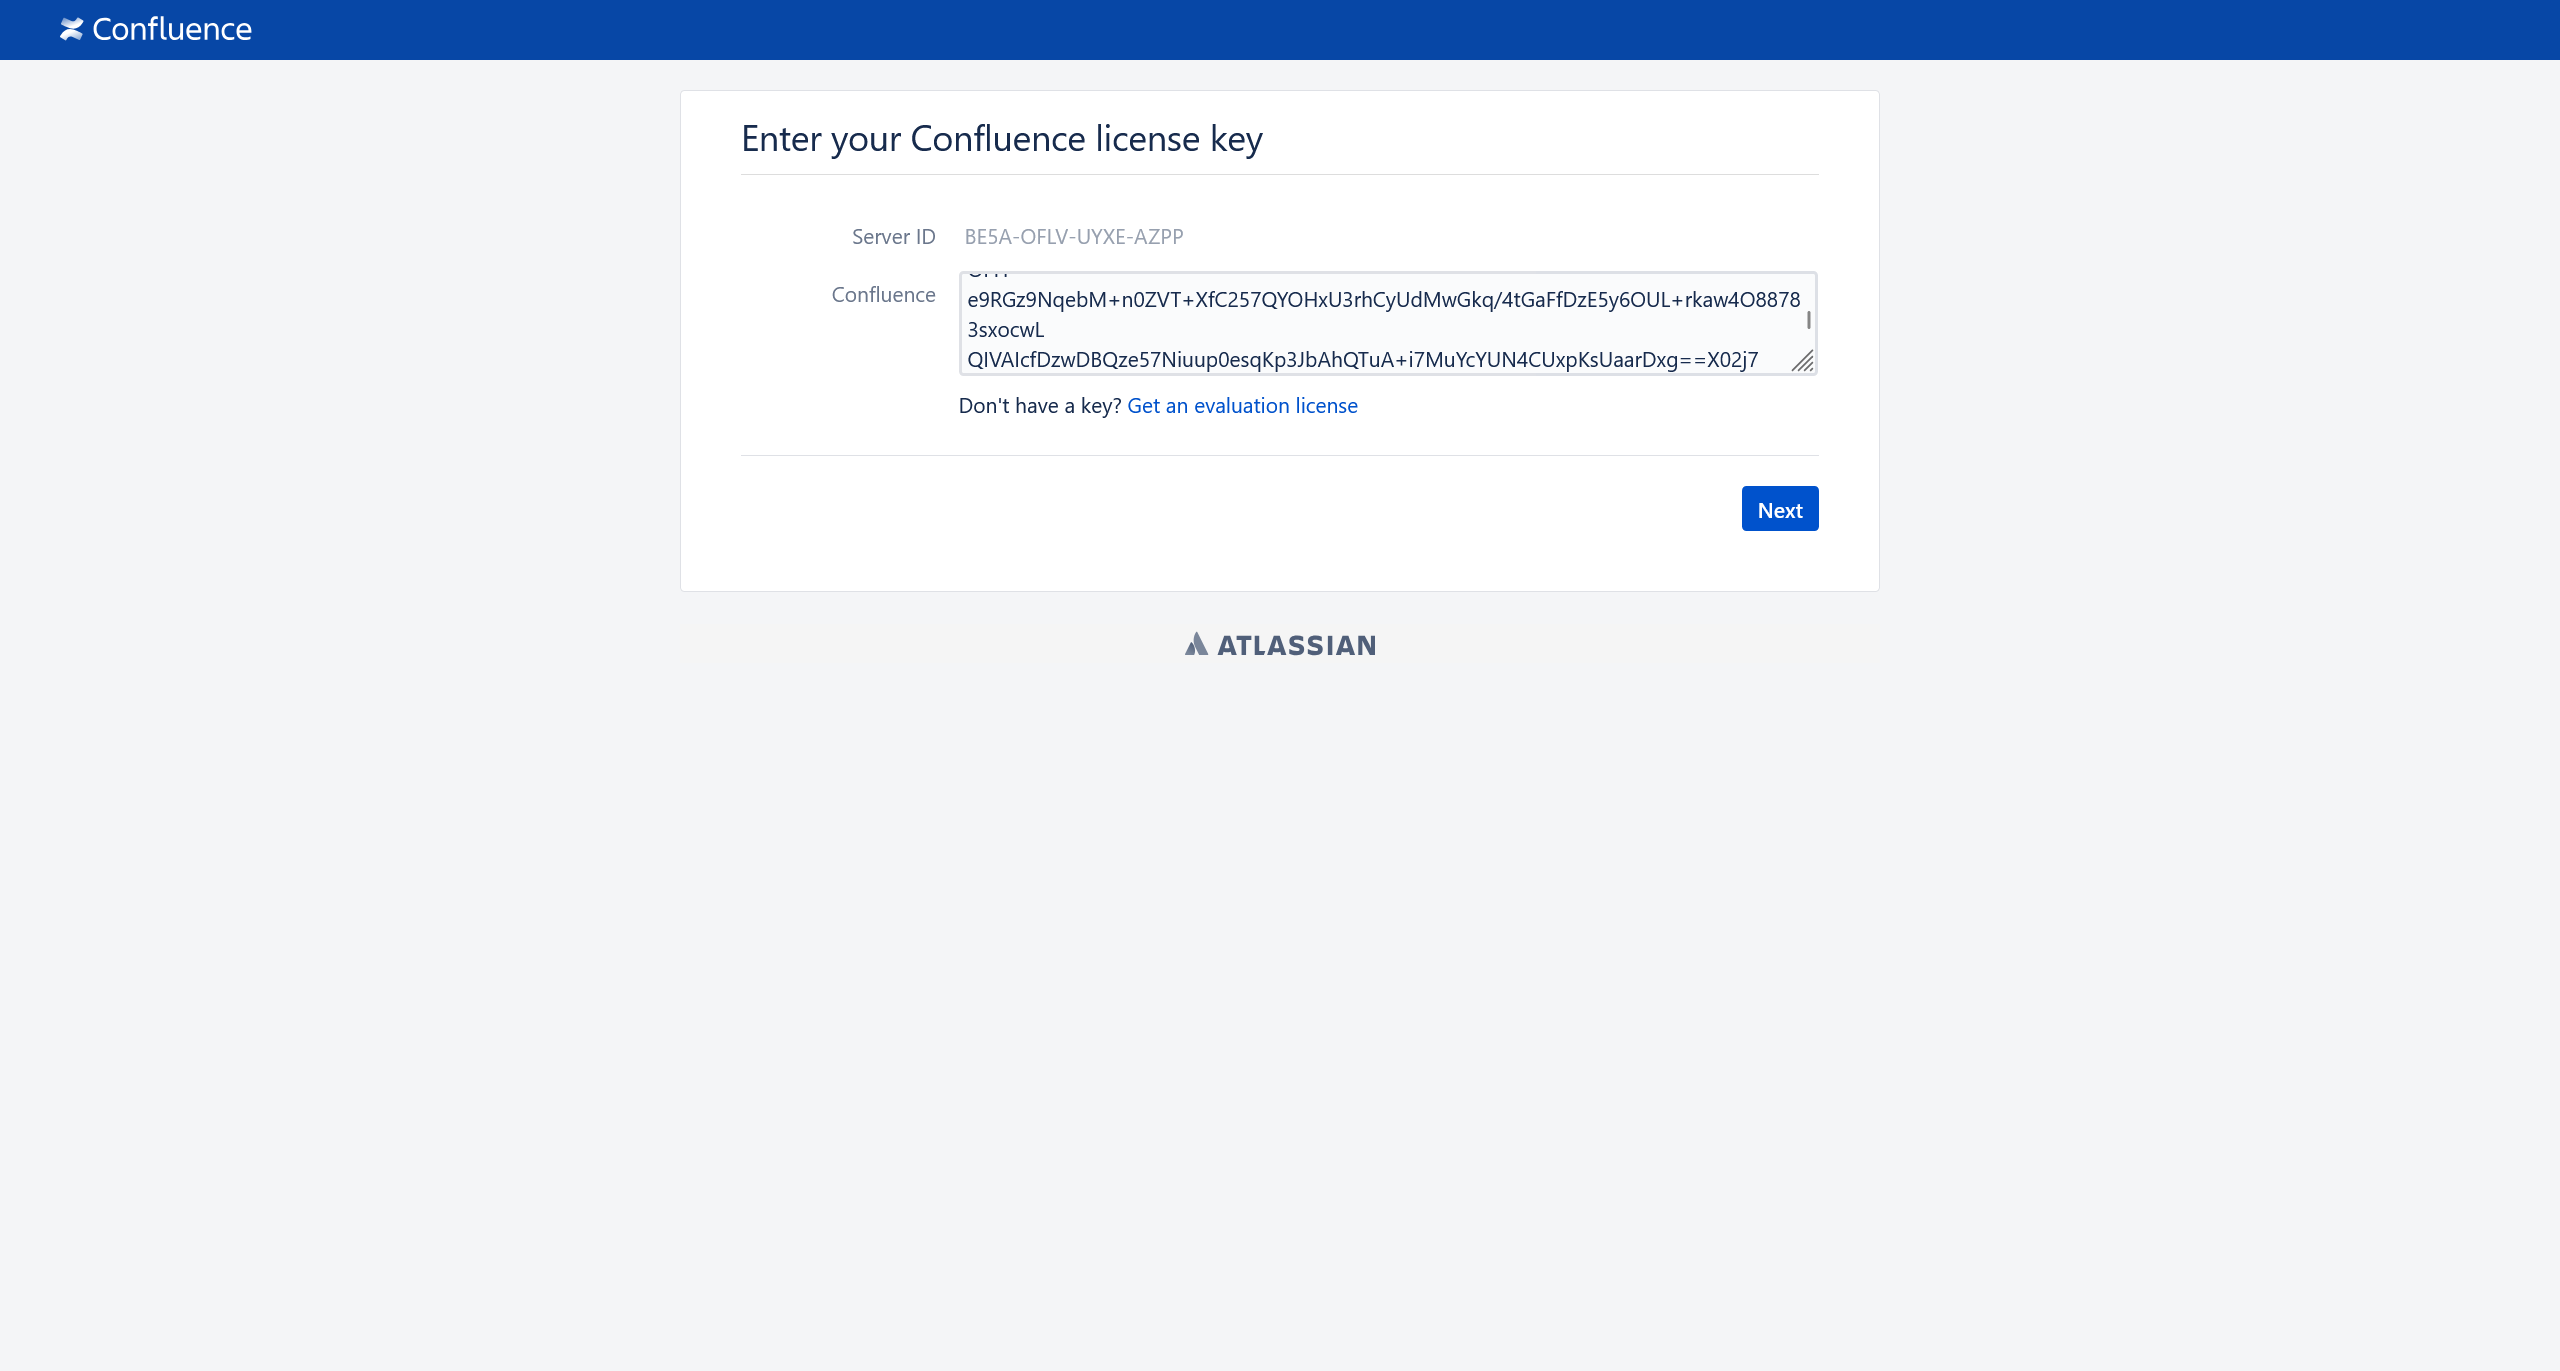 Confluence
Enter your Confluence license key
Server ID BE5A-OFLV-UYXE-AZPP
Confluence
e9RGz9NqebM+n0ZVT+XfC257QYOHxU3rhCyUdMwGkq/4tGaFfDzE5y6OUL+rkaw4O8878
3sxocwL
QIVAIcfDzwDBQze57Niuup0esqKp3JbAhQTuA+i7MuYcYUN4CUxpKsUaarDxg==X02j7
Don't have a key? Get an evaluation license
Next
ATLASSIAN